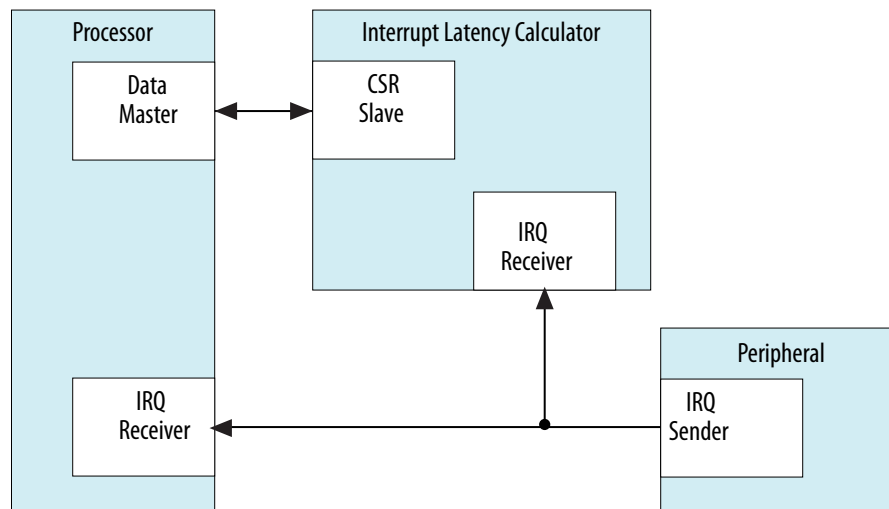 Processor
Interrupt Latency Calculator
Data
Master
CSR
Slave
IRQ
Receiver
Peripheral
IRQ
Receiver
IRQ
Sender